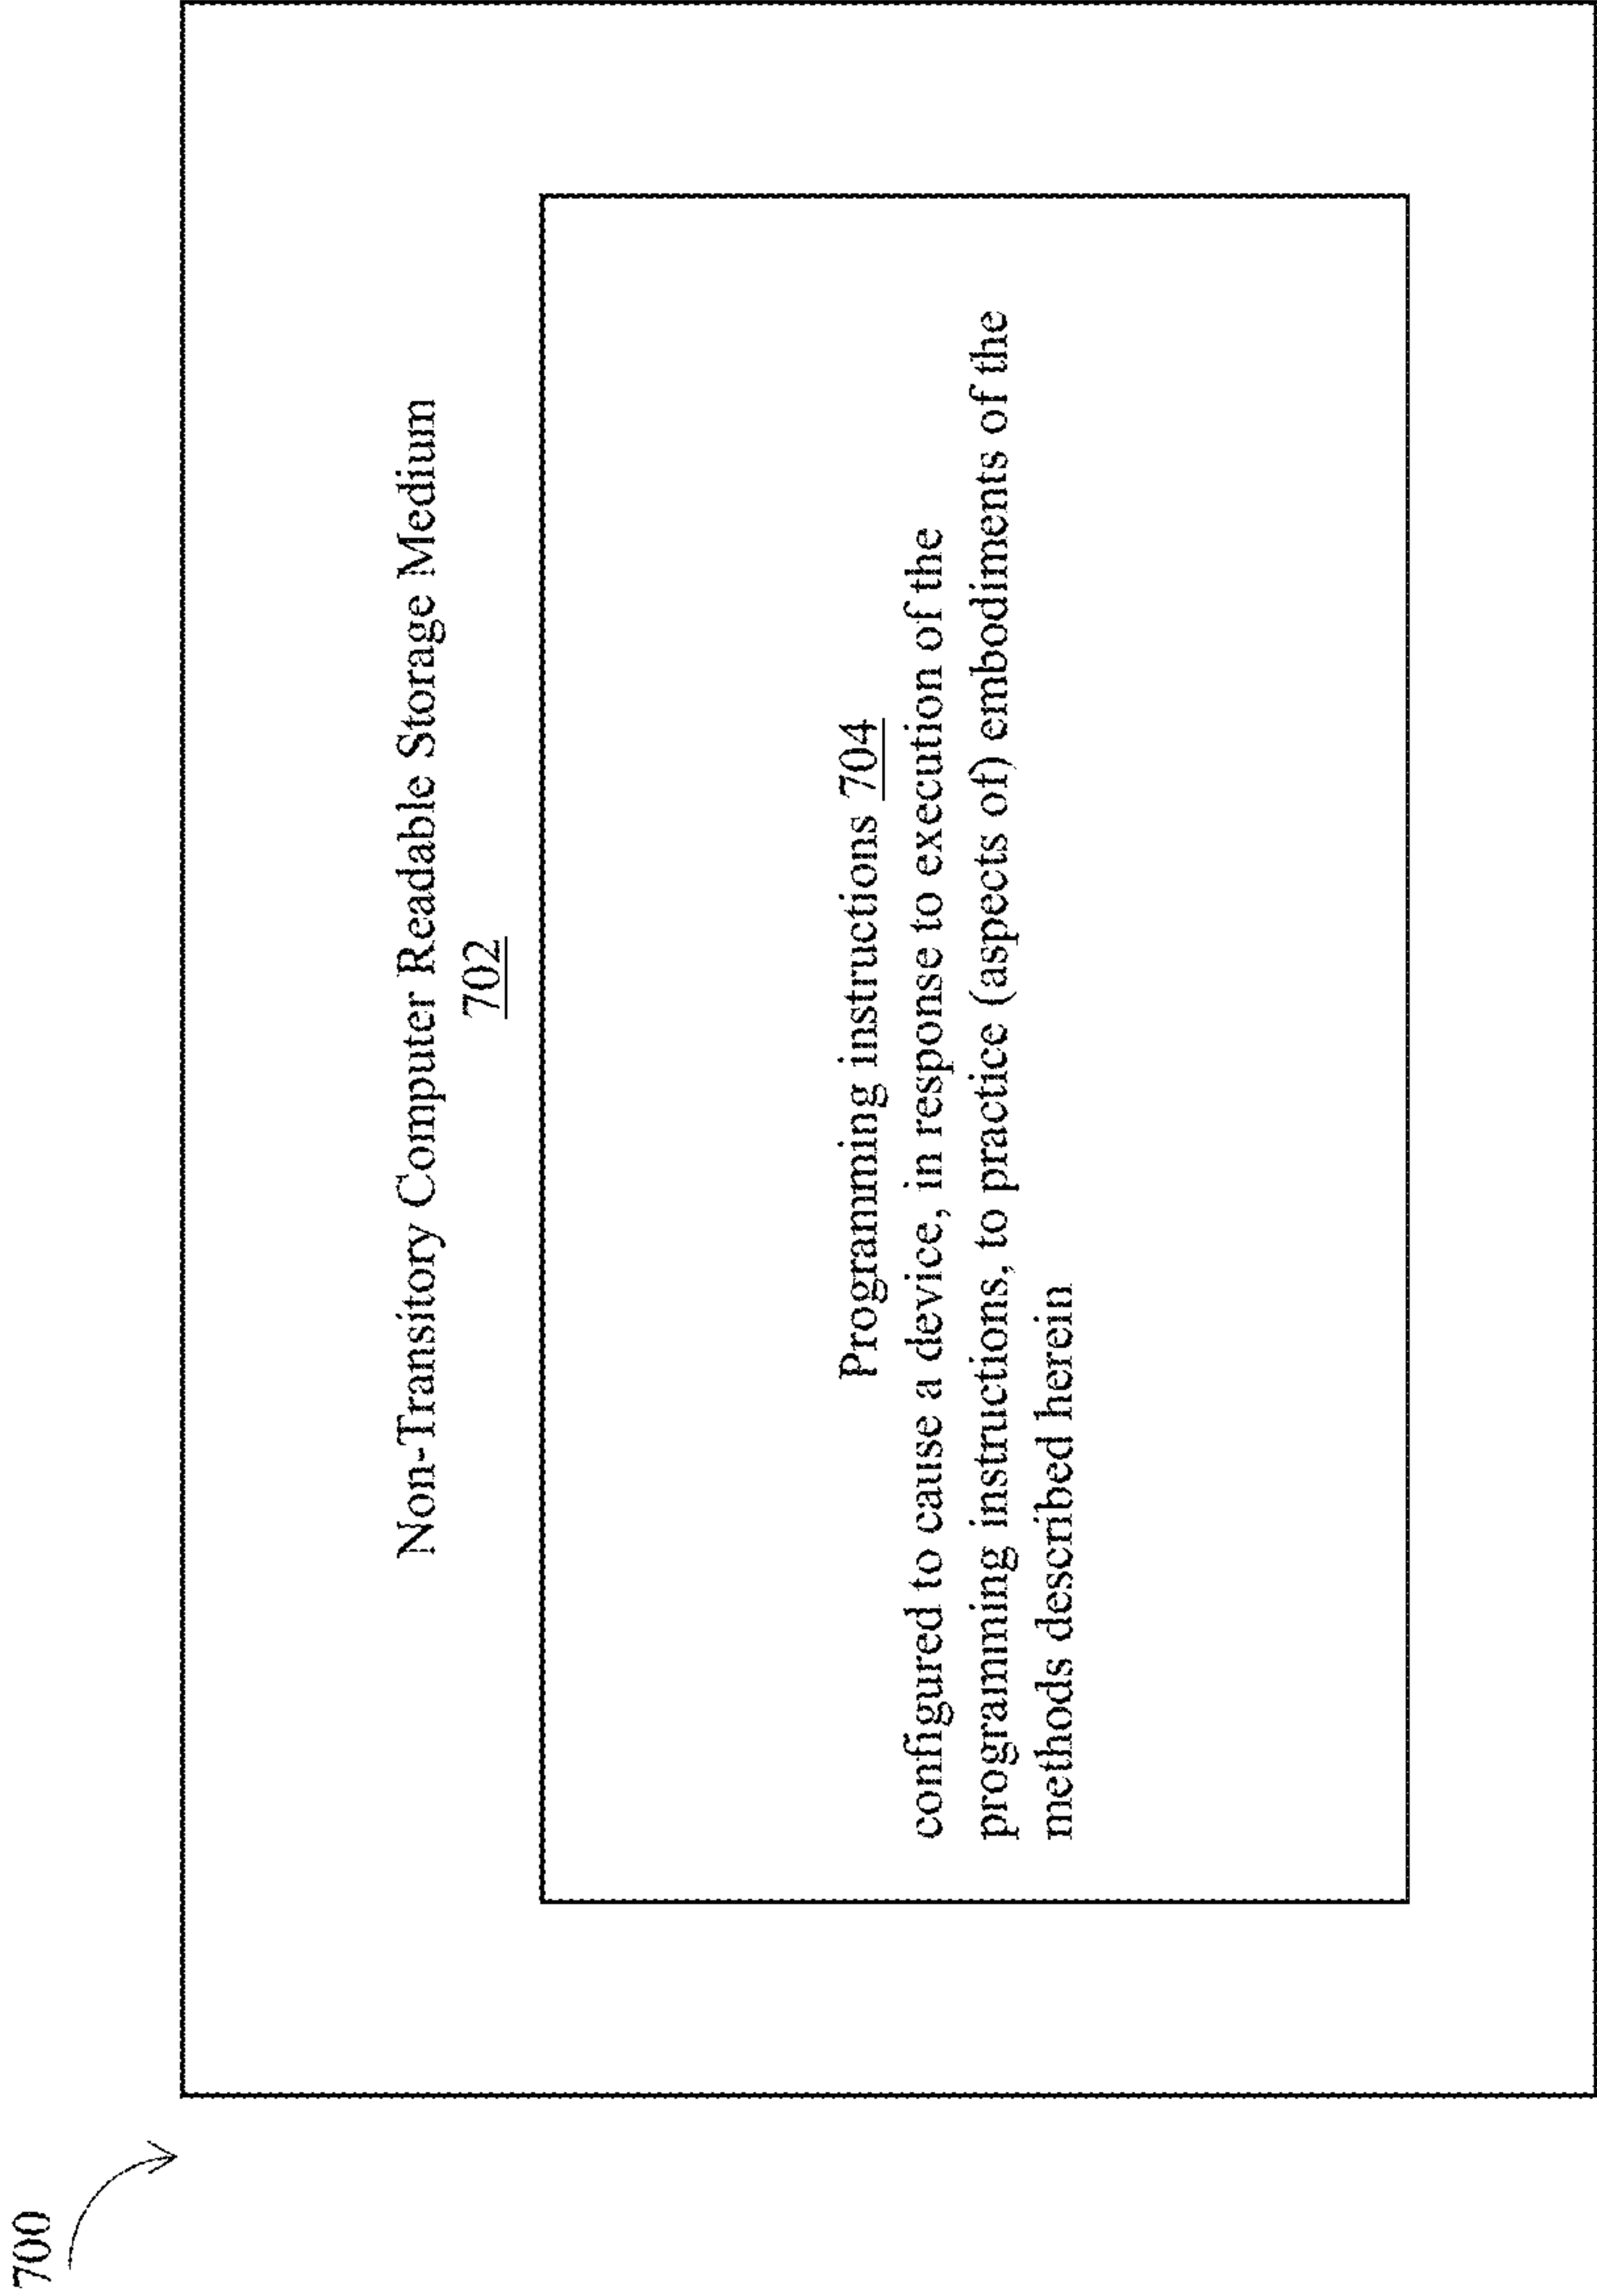 700
Non-Transitory Computer Readable Storage Medium
702
Programming instructions 704
configured to cause a device, in response to execution of the
programming instructions, to practice (aspects of) embodiments of the
methods described herein